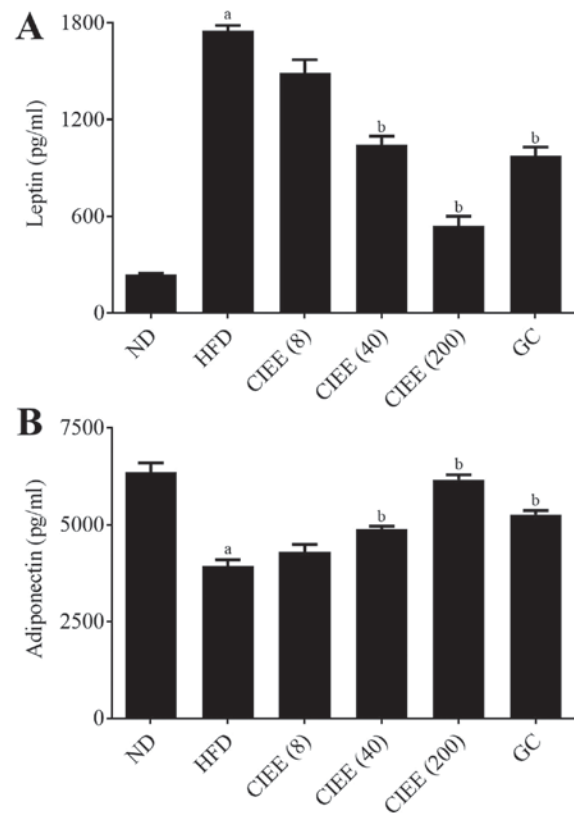 A
Leptin (pg/ml)
1800
1200
600
0
a
b
b
b
ND
HFD
CIEE (8)
CIEE (40)
CIEE (200)
GC
B
Adiponectin (pg/ml)
7500
5000
2500
0
a
b
b
b
ND
HFD
CIEE (8)
CIEE (40)
CIEE (200)
GC